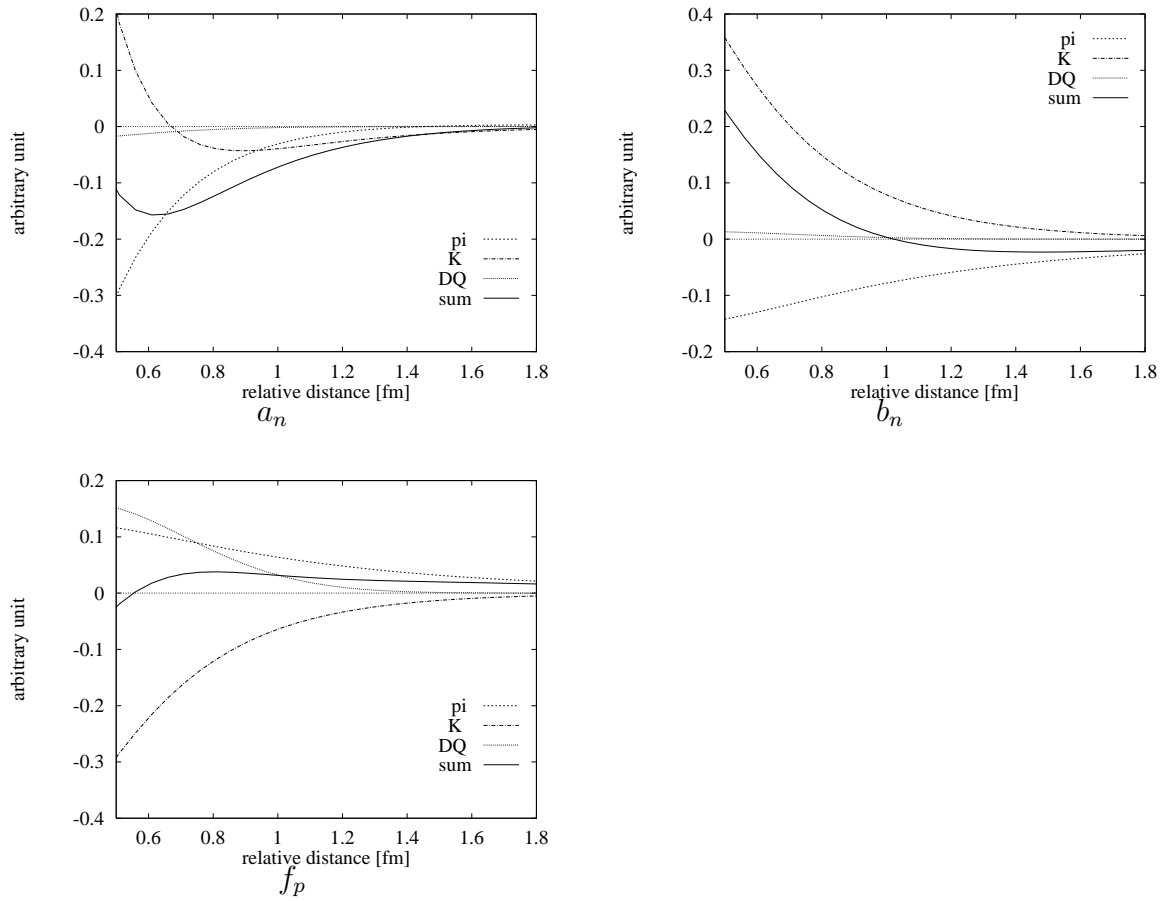 0.2
0.1
0
-0.1
-0.2
-0.3
-0.4
arbitrary unit
pi
K
DQ
sum
0.6 0.8 1 1.2 1.4 1.6 1.8
relative distance [fm]
a_n
0.4
0.3
0.2
0.1
0
-0.1
-0.2
arbitrary unit
pi
K
DQ
sum
0.6 0.8 1 1.2 1.4 1.6 1.8
relative distance [fm]
b_n
0.2
0.1
0
-0.1
-0.2
-0.3
-0.4
arbitrary unit
pi
K
DQ
sum
0.6 0.8 1 1.2 1.4 1.6 1.8
relative distance [fm]
f_p